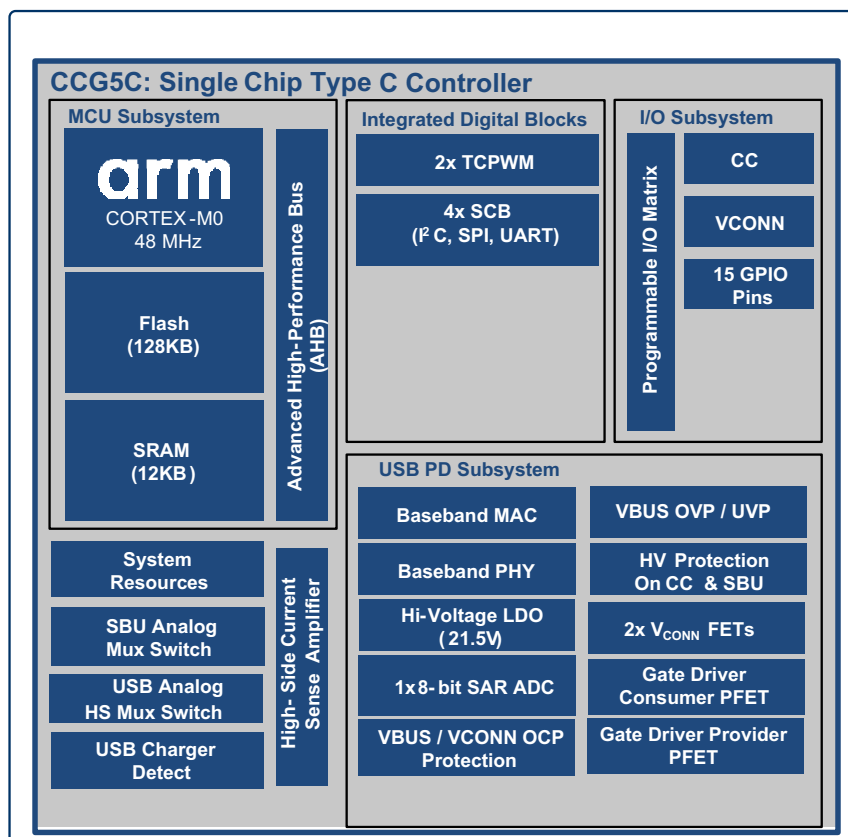 CCG5C: Single Chip Type C Controller
MCU Subsystem
arm
CORTEX-M0
48 MHz
Flash
(128KB)
SRAM
(12KB)
Advanced High-Performance Bus
(AHB)
Integrated Digital Blocks
2x TCPWM
4x SCB
(I² C, SPI, UART)
I/O Subsystem
Programmable I/O Matrix
CC
VCONN
15 GPIO
Pins
System
Resources
SBU Analog
Mux Switch
USB Analog
HS Mux Switch
USB Charger
Detect
High-Side Current
Sense Amplifier
USB PD Subsystem
Baseband MAC
Baseband PHY
Hi-Voltage LDO
(21.5V)
1x8-bit SAR ADC
VBUS / VCONN OCP
Protection
VBUS OVP / UVP
HV Protection
On CC & SBU
2x VCONN FETs
Gate Driver
Consumer PFET
Gate Driver Provider
PFET